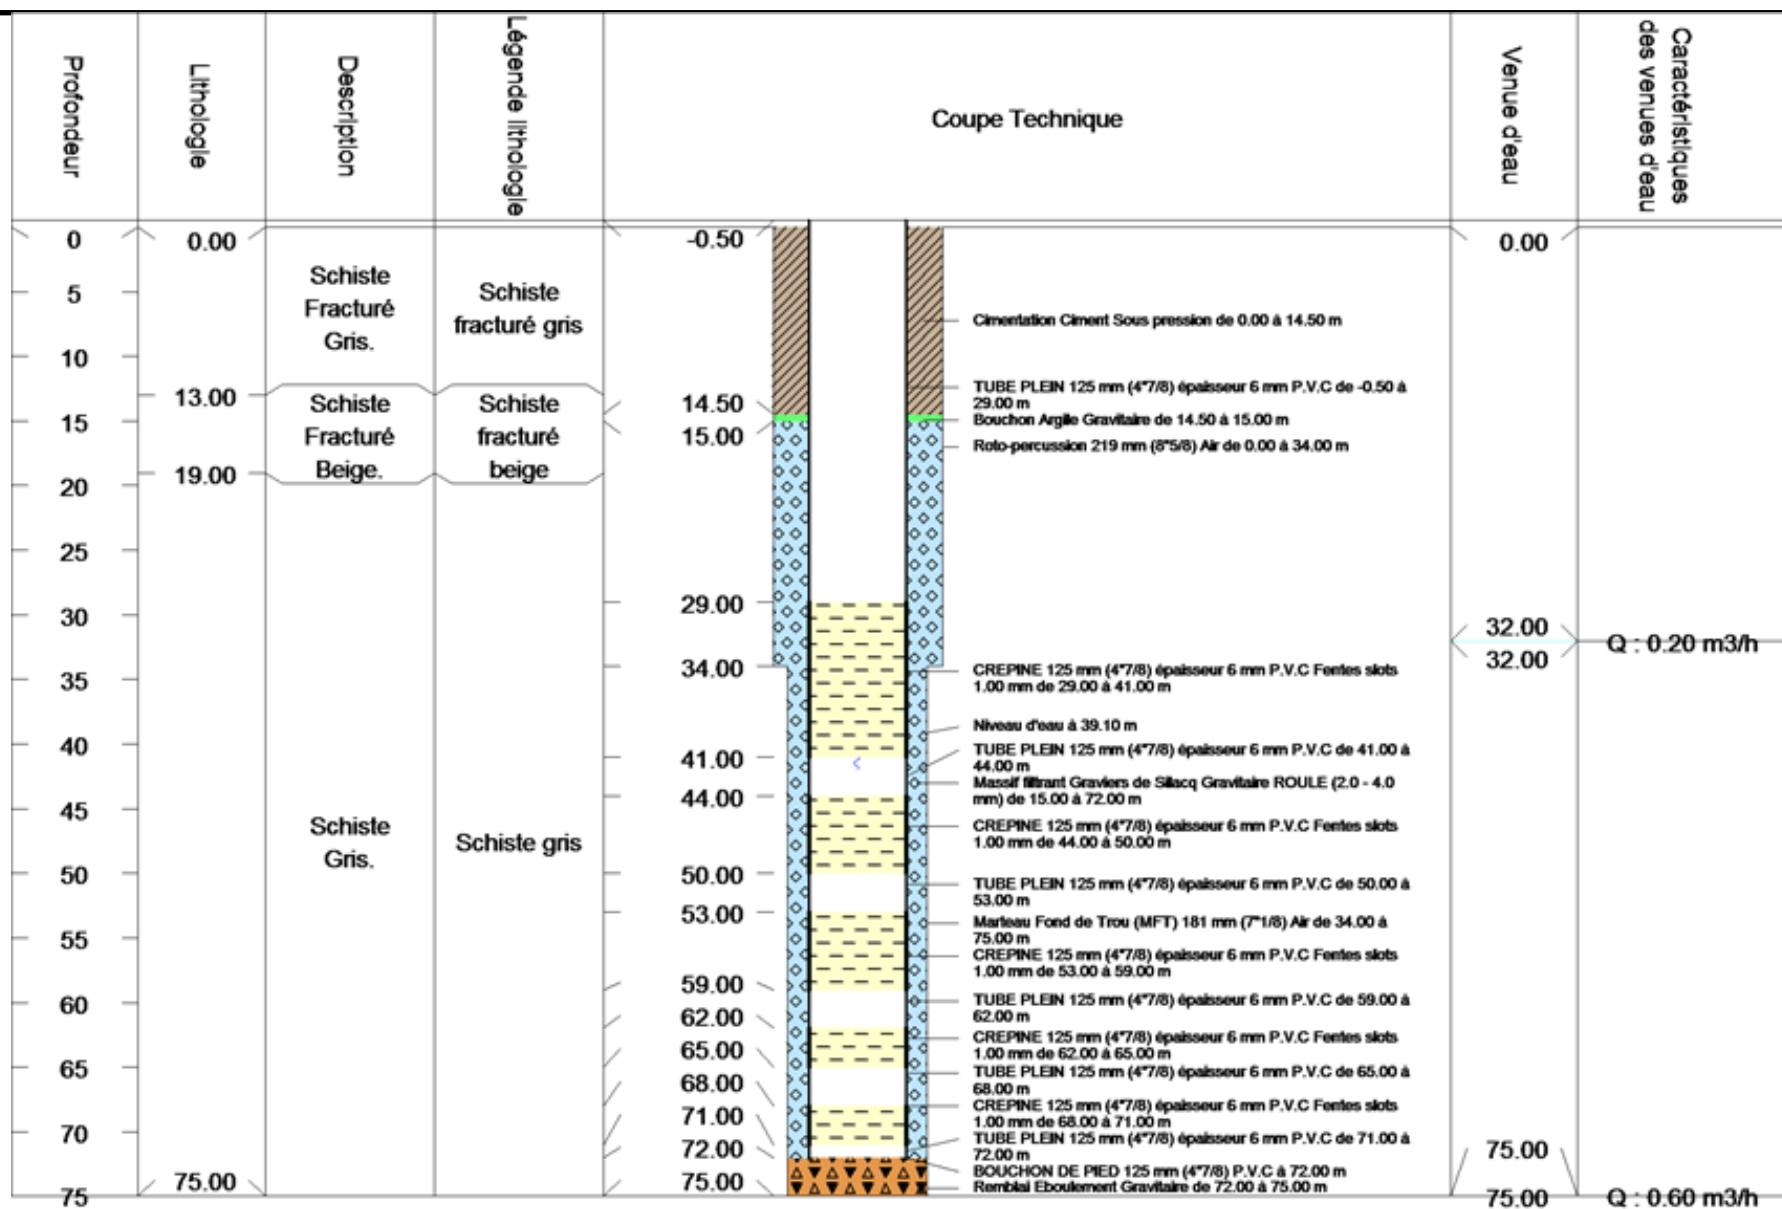 Profondeur
Lithologie
Description
Légende lithologie
Coupe Technique
Venue d'eau
Caractéristiques
des venues d'eau
0
5
10
15
20
25
30
35
40
45
50
55
60
65
70
75
0.00
13.00
19.00
75.00
Schiste
Fracturé
Gris.
Schiste
Fracturé
Beige.
Schiste
Gris.
Schiste
fracturé gris
Schiste
fracturé
beige
Schiste gris
-0.50
14.50
15.00
29.00
34.00
41.00
44.00
50.00
53.00
59.00
62.00
65.00
68.00
71.00
72.00
75.00
Cimentation Ciment Sous pression de 0.00 à 14.50 m
TUBE PLEIN 125 mm (4"7/8) épaisseur 6 mm P.V.C de -0.50 à
29.00 m
Bouchon Argile Gravitaire de 14.50 à 15.00 m
Roto-percussion 219 mm (8"5/8) Air de 0.00 à 34.00 m
CREPINE 125 mm (4"7/8) épaisseur 6 mm P.V.C Fentes slots
1.00 mm de 29.00 à 41.00 m
Niveau d'eau à 39.10 m
TUBE PLEIN 125 mm (4"7/8) épaisseur 6 mm P.V.C de 41.00 à
44.00 m
Massif filtrant Graviers de Silacq Gravitaire ROULE (2.0 - 4.0
mm) de 15.00 à 72.00 m
CREPINE 125 mm (4"7/8) épaisseur 6 mm P.V.C Fentes slots
1.00 mm de 44.00 à 50.00 m
TUBE PLEIN 125 mm (4"7/8) épaisseur 6 mm P.V.C de 50.00 à
53.00 m
Marteau Fond de Trou (MFT) 181 mm (7"1/8) Air de 34.00 à
75.00 m
CREPINE 125 mm (4"7/8) épaisseur 6 mm P.V.C Fentes slots
1.00 mm de 53.00 à 59.00 m
TUBE PLEIN 125 mm (4"7/8) épaisseur 6 mm P.V.C de 59.00 à
62.00 m
CREPINE 125 mm (4"7/8) épaisseur 6 mm P.V.C Fentes slots
1.00 mm de 62.00 à 65.00 m
TUBE PLEIN 125 mm (4"7/8) épaisseur 6 mm P.V.C de 65.00 à
68.00 m
CREPINE 125 mm (4"7/8) épaisseur 6 mm P.V.C Fentes slots
1.00 mm de 68.00 à 71.00 m
TUBE PLEIN 125 mm (4"7/8) épaisseur 6 mm P.V.C de 71.00 à
72.00 m
BOUCHON DE PIED 125 mm (4"7/8) P.V.C à 72.00 m
Remblai Eboulement Gravitaire de 72.00 à 75.00 m
0.00
32.00
32.00
75.00
75.00
Q : 0.20 m3/h
Q : 0.60 m3/h